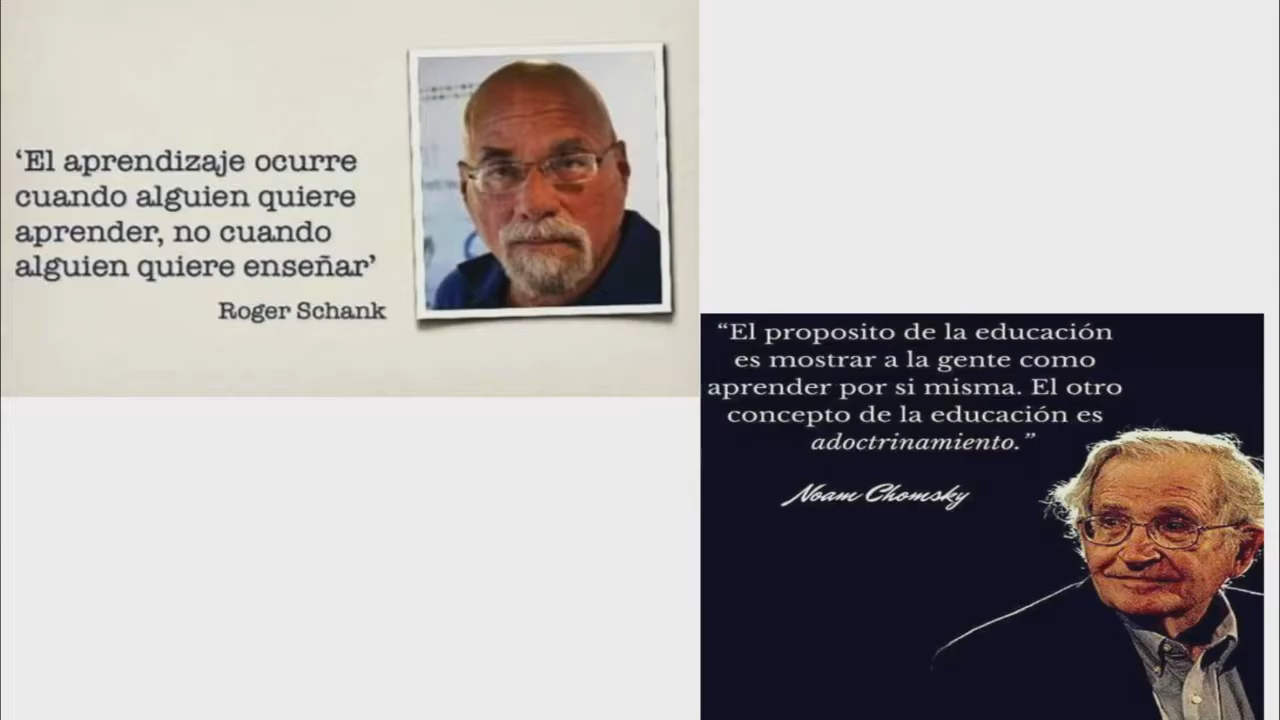 ‘El aprendizaje ocurre
cuando alguien quiere
aprender, no cuando
alguien quiere enseñar’
Roger Schank
“El proposito de la educación
es mostrar a la gente como
aprender por si misma. El otro
concepto de la educación es
adoctrinamiento.”
Noam Chomsky